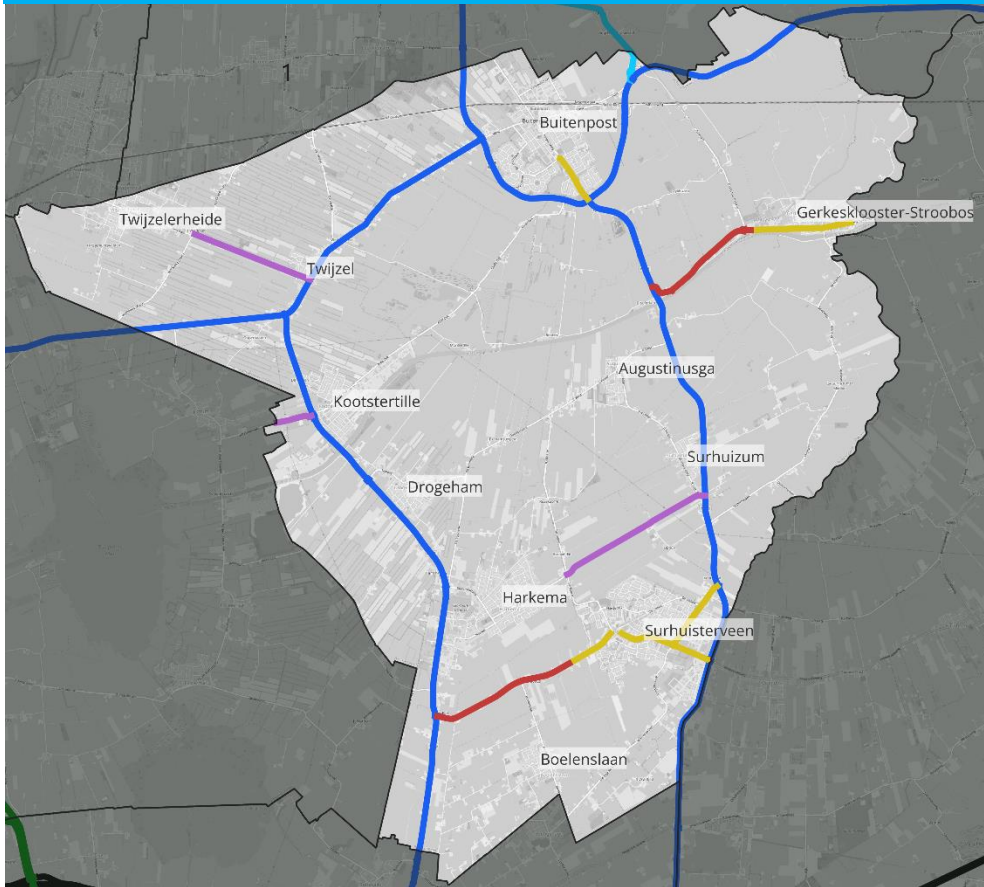 1
Buitenpost
Twijzelerheide
Gerkesklooster-Stroobos
Twijzel
Augustinusga
Kootstertille
Surhuizum
Drogeham
Harkema
Surhuisterveen
Boelenslaan